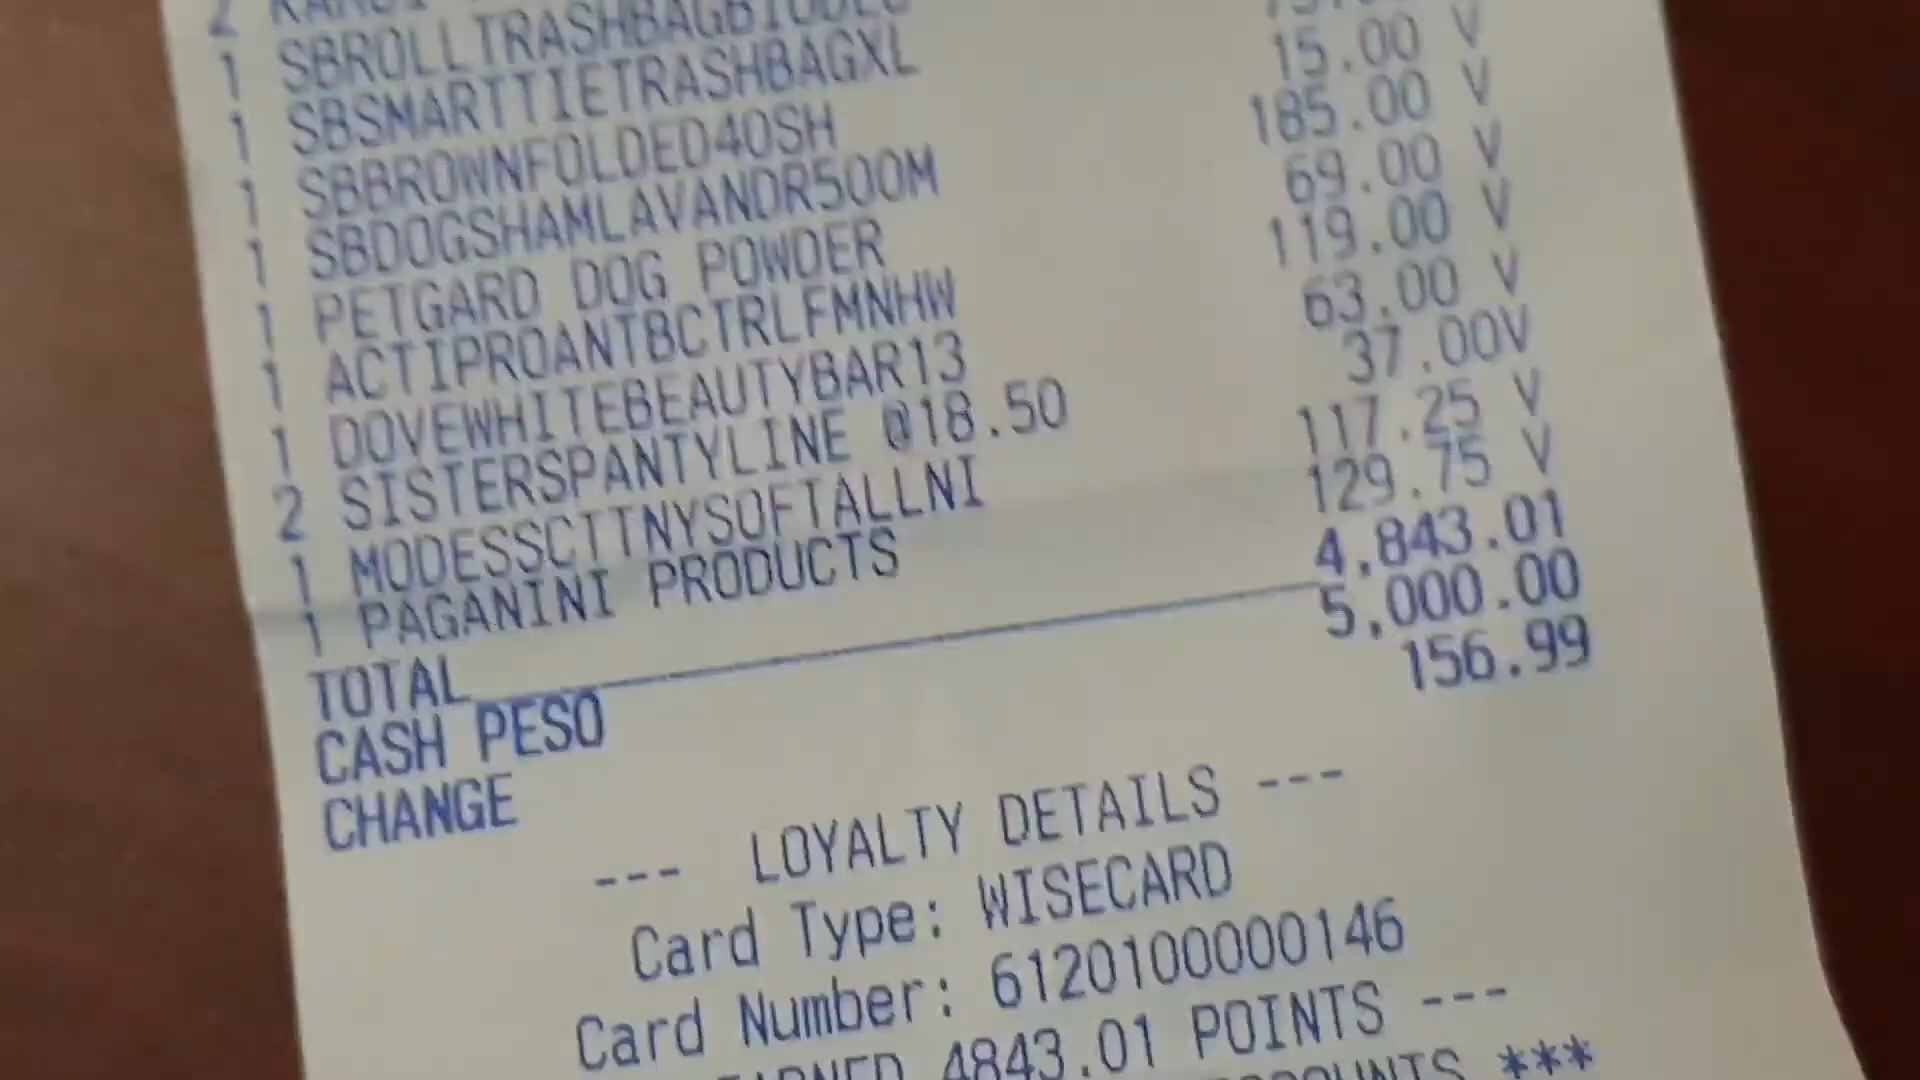 2
1 SBROLLTRASHBAGBIODEG
1 SBSMARTTIETRASHBAGXL
1 SBBROWNFOLDED40SH 15.00 V
1 SBDOGSHAMLAVANDR500M 185.00 V
1 PETGARD DOG POWDER 69.00 V
1 ACTIPROANTBCTRLFMNHW 119.00 V
1 DOVEWHITEBEAUTYBAR13 63.00 V
2 SISTERSPANTYLINE @18.50 37.00V
1 MODESSCTTNYSOFTALLNI 117.25 V
1 PAGANINI PRODUCTS 129.75 V
TOTAL 4,843.01
CASH PESO 5,000.00
CHANGE 156.99
--- LOYALTY DETAILS ---
Card Type: WISECARD
Card Number: 6120100000146
EARNED 4843.01 POINTS ---
***